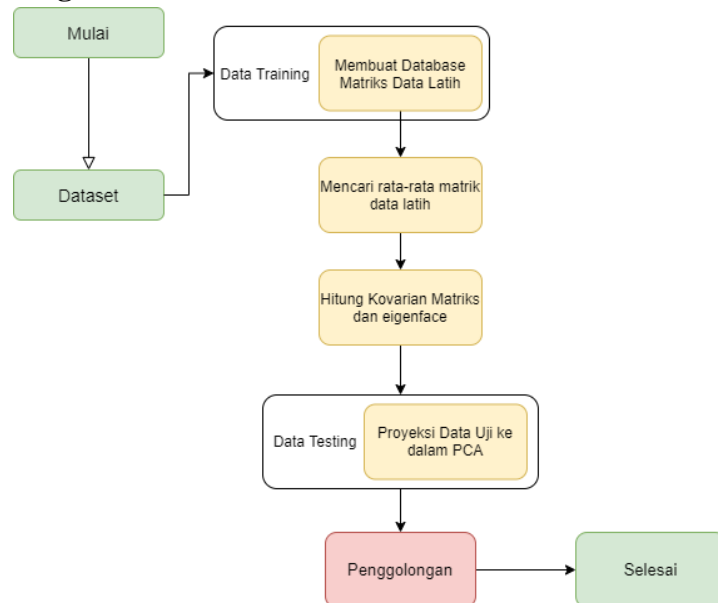 Mulai
Data Training
Membuat Database
Matriks Data Latih
Dataset
Mencari rata-rata matrik
data latih
Hitung Kovarian Matriks
dan eigenface
Data Testing
Proyeksi Data Uji ke
dalam PCA
Penggolongan
Selesai